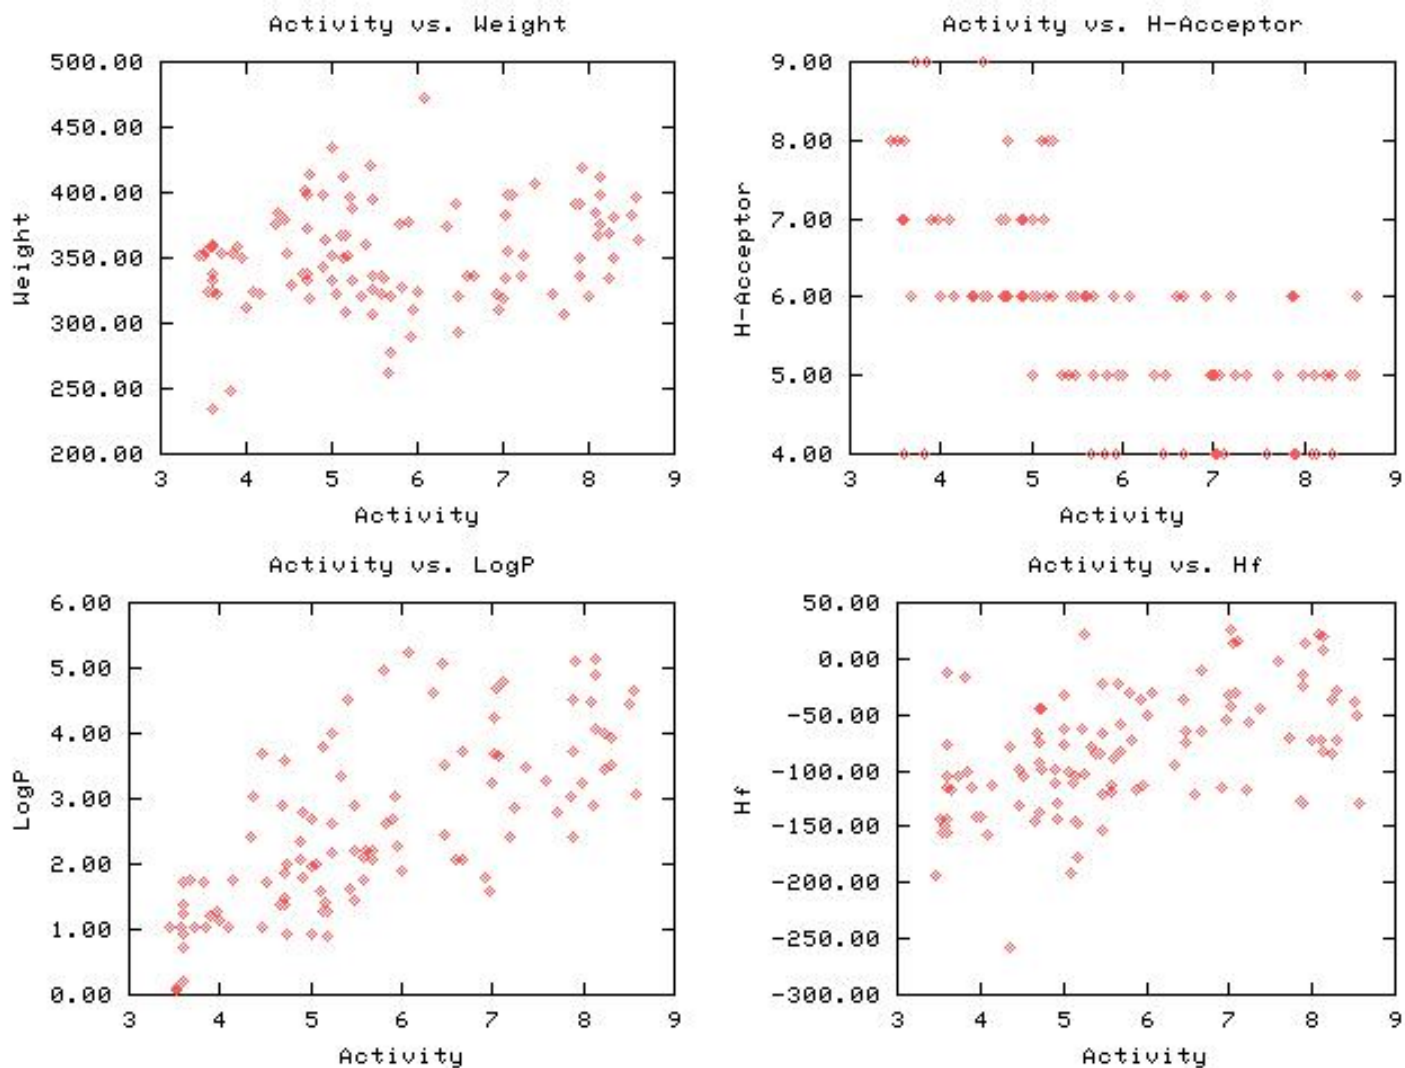 Activity vs. Weight
500.00
450.00
400.00
350.00
300.00
250.00
200.00
Weight
3 4 5 6 7 8 9
Activity
Activity vs. H-Acceptor
9.00
8.00
7.00
6.00
5.00
4.00
H-Acceptor
3 4 5 6 7 8 9
Activity
Activity vs. LogP
6.00
5.00
4.00
3.00
2.00
1.00
0.00
LogP
3 4 5 6 7 8 9
Activity
Activity vs. Hf
50.00
0.00
-50.00
-100.00
-150.00
-200.00
-250.00
-300.00
Hf
3 4 5 6 7 8 9
Activity